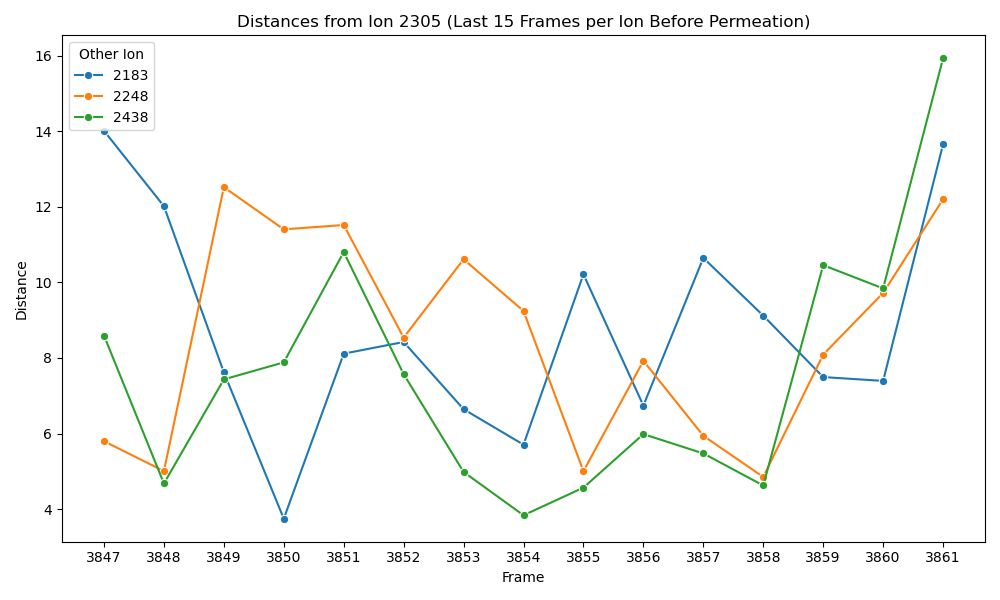 Distances from Ion 2305 (Last 15 Frames per Ion Before Permeation)
Other Ion
2183
2248
2438
Distance
16
14
12
10
8
6
4
3847 3848 3849 3850 3851 3852 3853 3854 3855 3856 3857 3858 3859 3860 3861
Frame